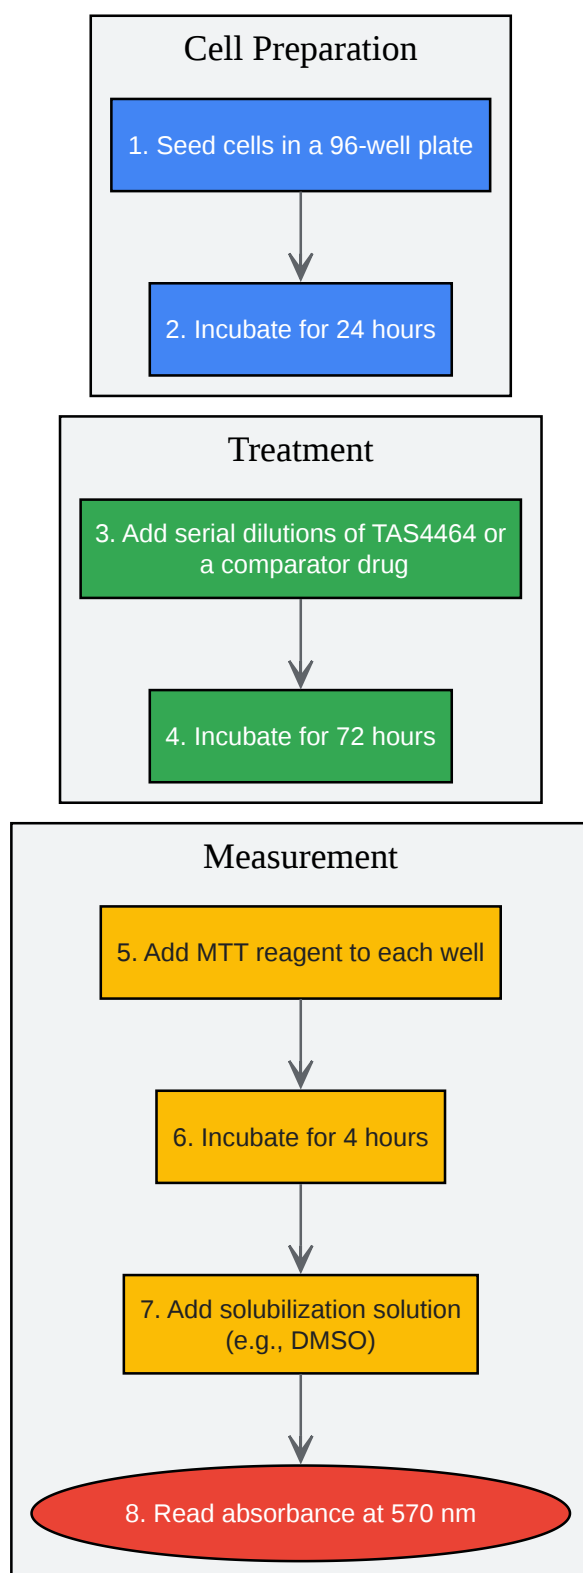 Cell Preparation
1. Seed cells in a 96-well plate
2. Incubate for 24 hours
Treatment
3. Add serial dilutions of TAS4464 or
a comparator drug
4. Incubate for 72 hours
Measurement
5. Add MTT reagent to each well
6. Incubate for 4 hours
7. Add solubilization solution
(e.g., DMSO)
8. Read absorbance at 570 nm